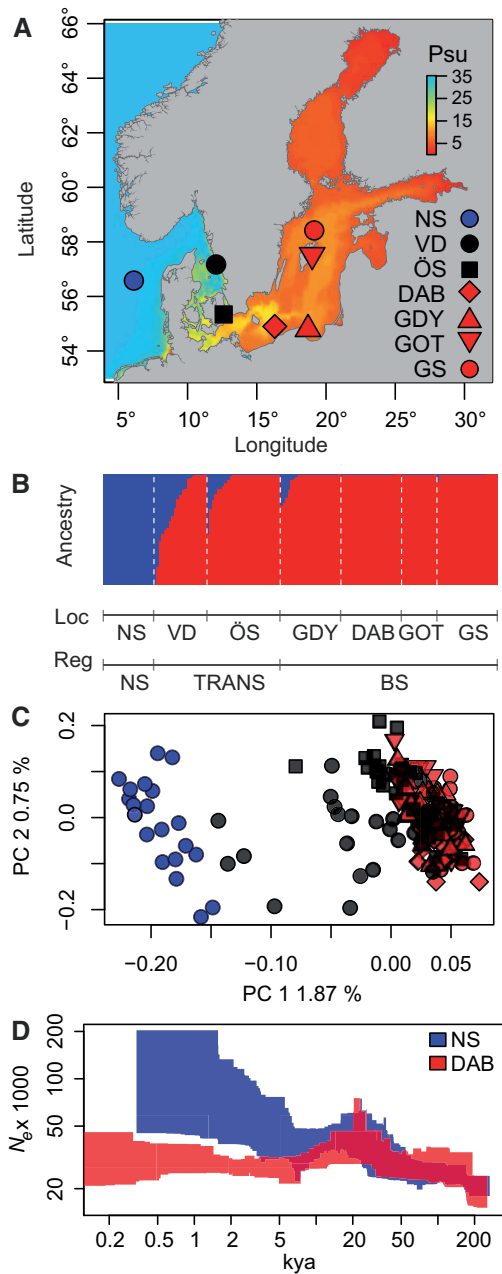 A
66°
64°
62°
60°
58°
56°
54°
Latitude
5° 10° 15° 20° 25° 30°
Longitude
Psu
35
25
15
5
NS
VD
ÖS
DAB
GDY
GOT
GS
B
Ancestry
Loc
NS VD ÖS GDY DAB GOT GS
Reg
NS TRANS BS
C
0.2
0.0
−0.2
PC 2 0.75 %
−0.20 −0.10 0.00 0.05
PC 1 1.87 %
D
200
100
50
20
Ne x 1000
NS
DAB
0.2 0.5 1 2 5 20 50 200
kya